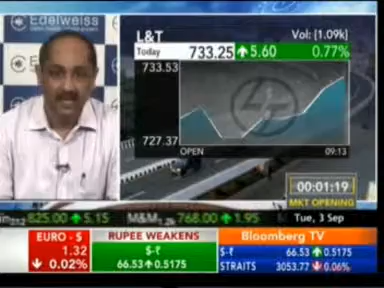 Edelweiss
L&T
Vol: [1.09k]
Today 733.25 5.60 0.77%
733.53
727.37
OPEN 09:13
00:01:19
MKT OPENING
825.00 5.15 M&M 768.00 1.95
Tue, 3 Sep
EURO - $
1.32
0.02%
RUPEE WEAKENS
$-₹
66.53 0.5175
Bloomberg TV
$-₹ 66.53 0.5175
STRAITS 3053.77 0.06%